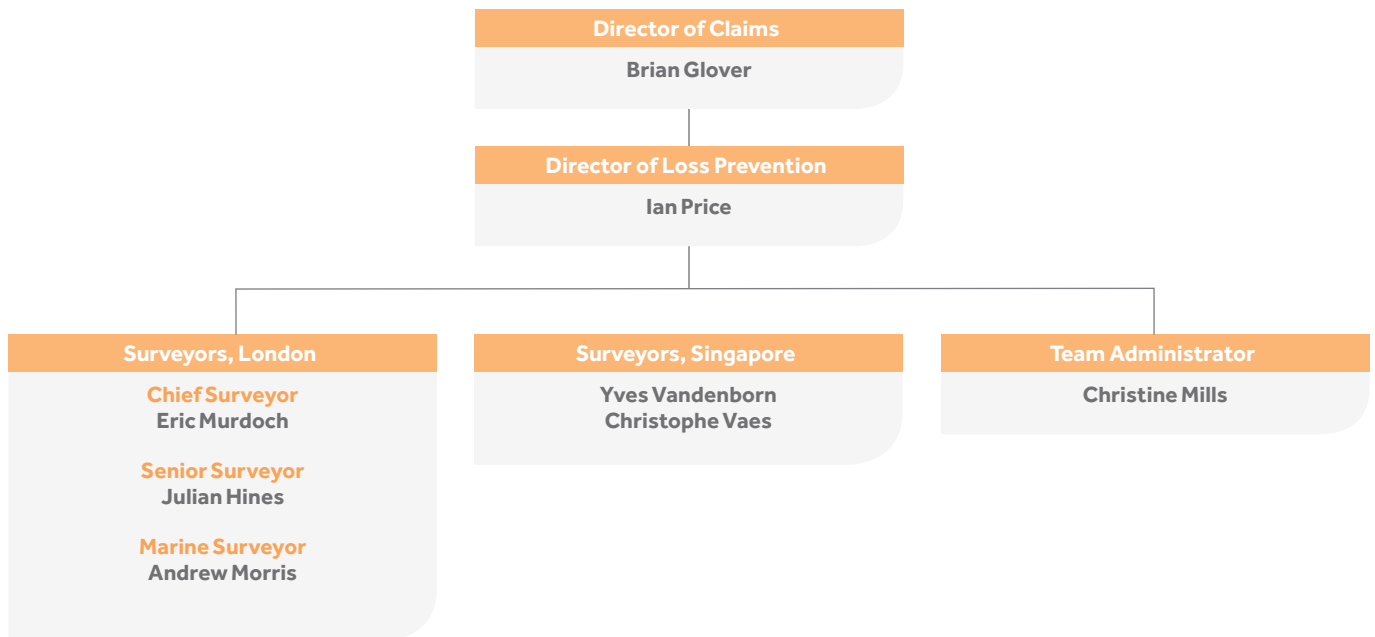 Director of Claims
Brian Glover
Director of Loss Prevention
Ian Price
Surveyors, London
Chief Surveyor
Eric Murdoch
Senior Surveyor
Julian Hines
Marine Surveyor
Andrew Morris
Surveyors, Singapore
Yves Vandenborn
Christophe Vaes
Team Administrator
Christine Mills